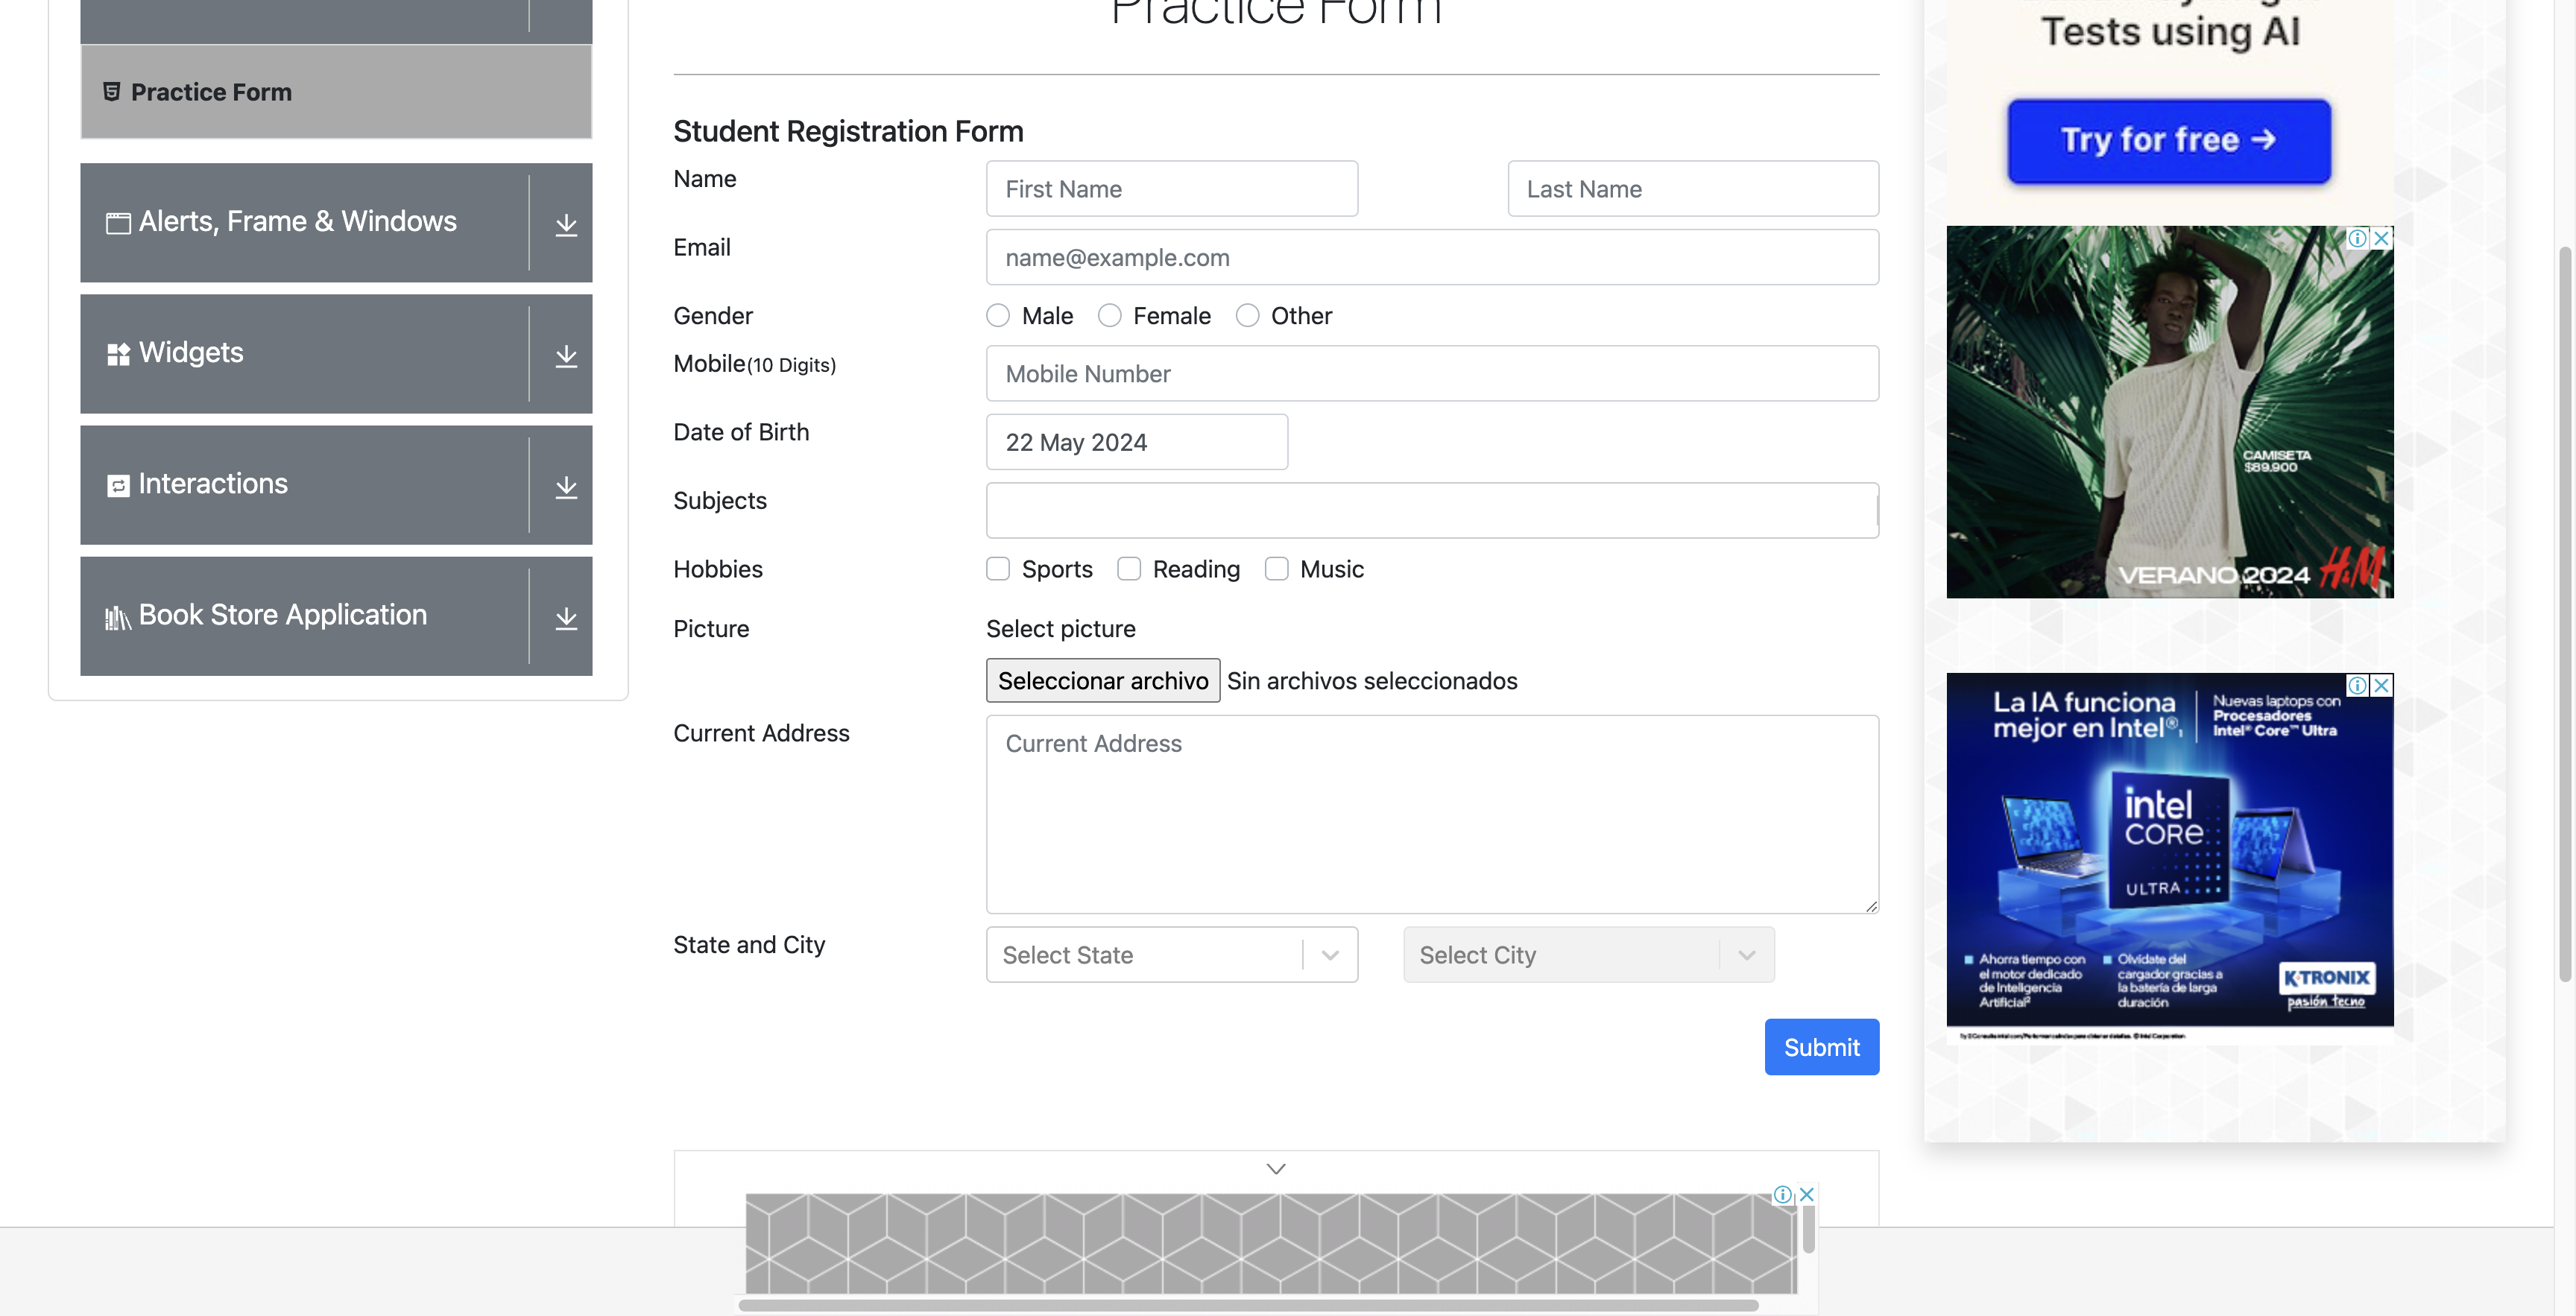 Practice Form
Practice Form
Alerts, Frame & Windows
Widgets
Interactions
Book Store Application
Student Registration Form
Name
First Name
Last Name
Email
name@example.com
Gender
Male
Female
Other
Mobile(10 Digits)
Mobile Number
Date of Birth
22 May 2024
Subjects
Hobbies
Sports
Reading
Music
Picture
Select picture
Seleccionar archivo
Sin archivos seleccionados
Current Address
Current Address
State and City
Select State
Select City
Submit
Tests using AI
Try for free →
CAMISETA
$89.900
VERANO 2024 H&M
La IA funciona
mejor en Intel®1
Nuevas laptops con
Procesadores
Intel® Core™ Ultra
intel
CORE
ULTRA
Ahorra tiempo con
el motor dedicado
de Inteligencia
Artificial²
Olvídate del
cargador gracias a
la batería de larga
duración
K-TRONIX
pasión tecno